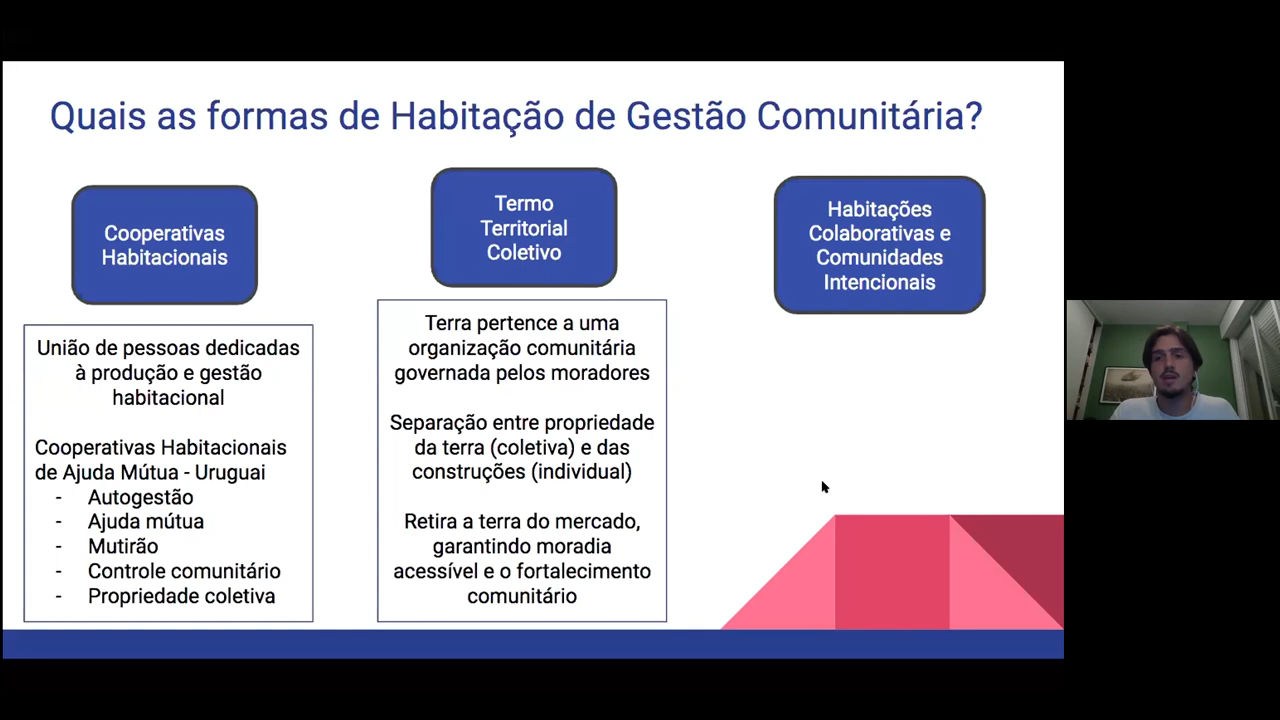 Quais as formas de Habitação de Gestão Comunitária?
Cooperativas
Habitacionais
União de pessoas dedicadas
à produção e gestão
habitacional
Cooperativas Habitacionais
de Ajuda Mútua - Uruguai
- Autogestão
- Ajuda mútua
- Mutirão
- Controle comunitário
- Propriedade coletiva
Termo
Territorial
Coletivo
Terra pertence a uma
organização comunitária
governada pelos moradores
Separação entre propriedade
da terra (coletiva) e das
construções (individual)
Retira a terra do mercado,
garantindo moradia
acessível e o fortalecimento
comunitário
Habitações
Colaborativas e
Comunidades
Intencionais